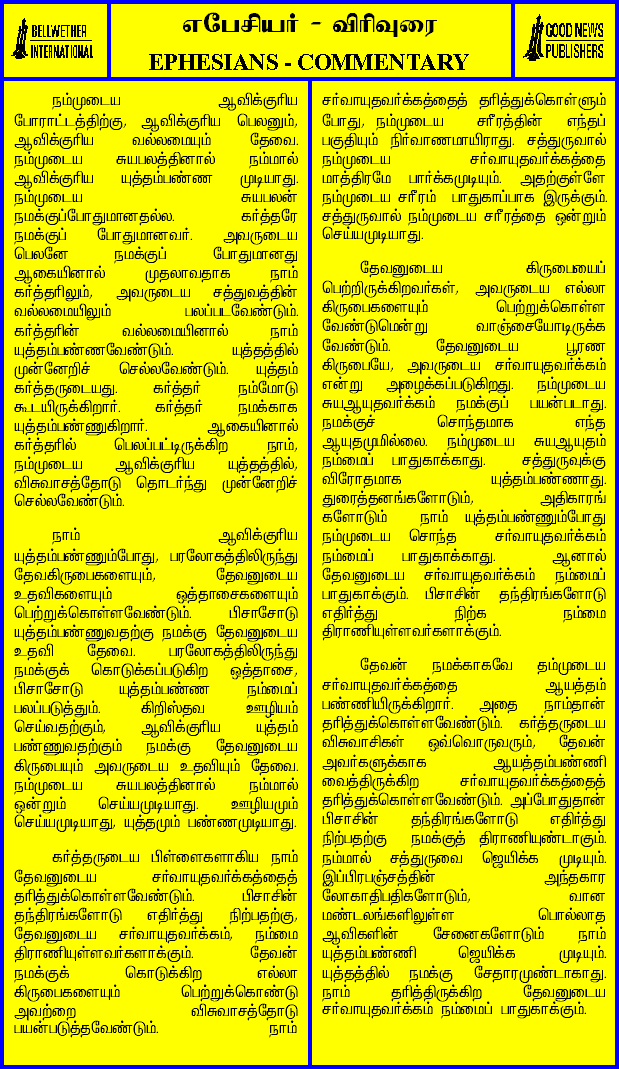 BELLWETHER
INTERNATIONAL
எபேசியர் - விரிவுரை
EPHESIANS - COMMENTARY
GOOD NEWS
PUBLISHERS
நம்முடைய ஆவிக்குரிய
போராட்டத்திற்கு, ஆவிக்குரிய பெலனும்,
ஆவிக்குரிய வல்லமையும் தேவை.
நம்முடைய சுயபலத்தினால் நம்மால்
ஆவிக்குரிய யுத்தம்பண்ண முடியாது.
நம்முடைய சுயபலன்
நமக்குப்போதுமானதல்ல. கர்த்தரே
நமக்குப் போதுமானவர். அவருடைய
பெலனே நமக்குப் போதுமானது
ஆகையினால் முதலாவதாக நாம்
கர்த்தரிலும், அவருடைய சத்துவத்தின்
வல்லமையிலும் பலப்படவேண்டும்.
கர்த்தரின் வல்லமையினால் நாம்
யுத்தம்பண்ணவேண்டும். யுத்தத்தில்
முன்னேறிச் செல்லவேண்டும். யுத்தம்
கர்த்தருடையது. கர்த்தர் நம்மோடு
கூடயிருக்கிறார். கர்த்தர் நமக்காக
யுத்தம்பண்ணுகிறார். ஆகையினால்
கர்த்தரில் பெலப்பட்டிருக்கிற நாம்,
நம்முடைய ஆவிக்குரிய யுத்தத்தில்,
விசுவாசத்தோடு தொடர்ந்து முன்னேறிச்
செல்லவேண்டும்.
நாம் ஆவிக்குரிய
யுத்தம்பண்ணும்போது, பரலோகத்திலிருந்து
தேவகிருபைகளையும், தேவனுடைய
உதவிகளையும் ஒத்தாசைகளையும்
பெற்றுக்கொள்ளவேண்டும். பிசாசோடு
யுத்தம்பண்ணுவதற்கு நமக்கு தேவனுடைய
உதவி தேவை. பரலோகத்திலிருந்து
நமக்குக் கொடுக்கப்படுகிற ஒத்தாசை,
பிசாசோடு யுத்தம்பண்ண நம்மைப்
பலப்படுத்தும். கிறிஸ்தவ ஊழியம்
செய்வதற்கும், ஆவிக்குரிய யுத்தம்
பண்ணுவதற்கும் நமக்கு தேவனுடைய
கிருபையும் அவருடைய உதவியும் தேவை.
நம்முடைய சுயபலத்தினால் நம்மால்
ஒன்றும் செய்யமுடியாது. ஊழியமும்
செய்யமுடியாது, யுத்தமும் பண்ணமுடியாது.
கர்த்தருடைய பிள்ளைகளாகிய நாம்
தேவனுடைய சர்வாயுதவர்க்கத்தைத்
தரித்துக்கொள்ளவேண்டும். பிசாசின்
தந்திரங்களோடு எதிர்த்து நிற்பதற்கு,
தேவனுடைய சர்வாயுதவர்க்கம், நம்மை
திராணியுள்ளவர்களாக்கும். தேவன்
நமக்குக் கொடுக்கிற எல்லா
கிருபைகளையும் பெற்றுக்கொண்டு
அவற்றை விசுவாசத்தோடு
பயன்படுத்தவேண்டும். நாம்
சர்வாயுதவர்க்கத்தைத் தரித்துக்கொள்ளும்
போது, நம்முடைய சரீரத்தின் எந்தப்
பகுதியும் நிர்வாணமாயிராது. சத்துருவால்
நம்முடைய சர்வாயுதவர்க்கத்தை
மாத்திரமே பார்க்கமுடியும். அதற்குள்ளே
நம்முடைய சரீரம் பாதுகாப்பாக இருக்கும்.
சத்துருவால் நம்முடைய சரீரத்தை ஒன்றும்
செய்யமுடியாது.
தேவனுடைய கிருபையைப்
பெற்றிருக்கிறவர்கள், அவருடைய எல்லா
கிருபைகளையும் பெற்றுக்கொள்ள
வேண்டுமென்று வாஞ்சையோடிருக்க
வேண்டும். தேவனுடைய பூரண
கிருபையே, அவருடைய சர்வாயுதவர்க்கம்
என்று அழைக்கப்படுகிறது. நம்முடைய
சுயஆயுதவர்க்கம் நமக்குப் பயன்படாது.
நமக்குச் சொந்தமாக எந்த
ஆயுதமுமில்லை. நம்முடைய சுயஆயுதம்
நம்மைப் பாதுகாக்காது. சத்துருவுக்கு
விரோதமாக யுத்தம்பண்ணாது.
துரைத்தனங்களோடும், அதிகாரங்
களோடும் நாம் யுத்தம்பண்ணும்போது
நம்முடைய சொந்த சர்வாயுதவர்க்கம்
நம்மைப் பாதுகாக்காது. ஆனால்
தேவனுடைய சர்வாயுதவர்க்கம் நம்மைப்
பாதுகாக்கும். பிசாசின் தந்திரங்களோடு
எதிர்த்து நிற்க நம்மை
திராணியுள்ளவர்களாக்கும்.
தேவன் நமக்காகவே தம்முடைய
சர்வாயுதவர்க்கத்தை ஆயத்தம்
பண்ணியிருக்கிறார். அதை நாம்தான்
தரித்துக்கொள்ளவேண்டும். கர்த்தருடைய
விசுவாசிகள் ஒவ்வொருவரும், தேவன்
அவர்களுக்காக ஆயத்தம்பண்ணி
வைத்திருக்கிற சர்வாயுதவர்க்கத்தைத்
தரித்துக்கொள்ளவேண்டும். அப்போதுதான்
பிசாசின் தந்திரங்களோடு எதிர்த்து
நிற்பதற்கு நமக்குத் திராணியுண்டாகும்.
நம்மால் சத்துருவை ஜெயிக்க முடியும்.
இப்பிரபஞ்சத்தின் அந்தகார
லோகாதிபதிகளோடும், வான
மண்டலங்களிலுள்ள பொல்லாத
ஆவிகளின் சேனைகளோடும் நாம்
யுத்தம்பண்ணி ஜெயிக்க முடியும்.
யுத்தத்தில் நமக்கு சேதாரமுண்டாகாது.
நாம் தரித்திருக்கிற தேவனுடைய
சர்வாயுதவர்க்கம் நம்மைப் பாதுகாக்கும்.